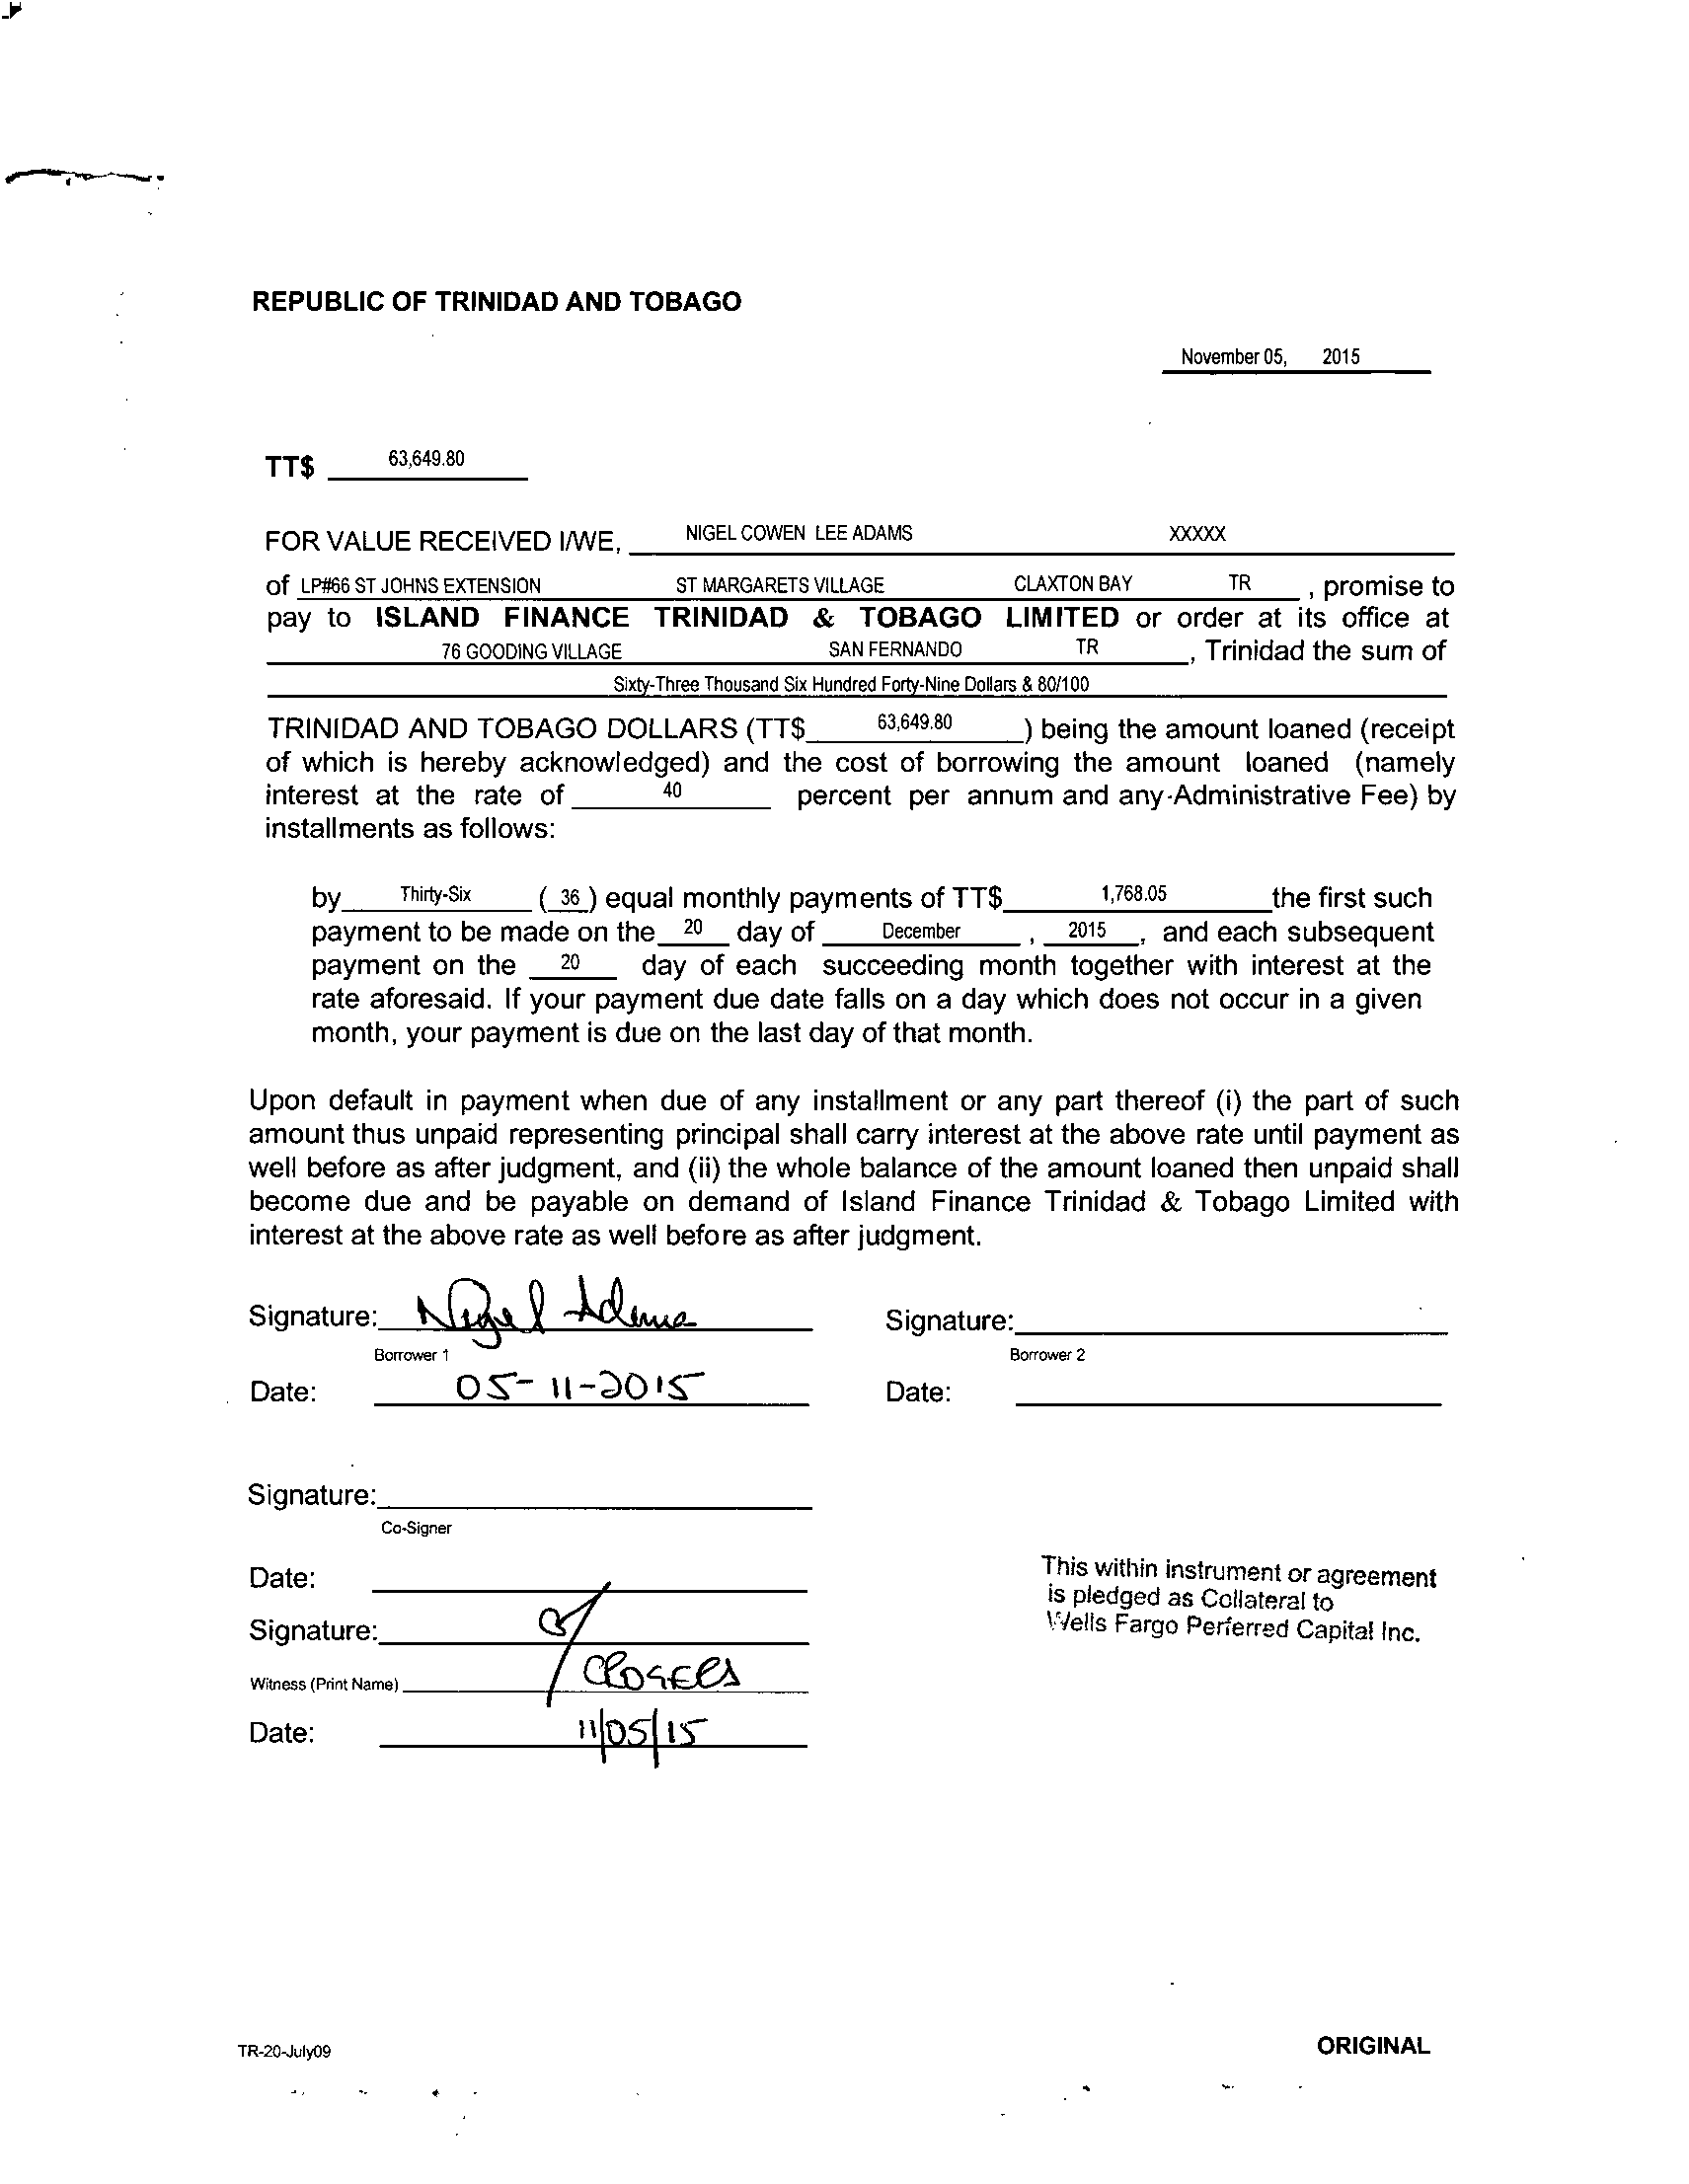 REPUBLIC OF TRINIDAD AND TOBAGO
November 05, 2015
TT$ 63,649.80
FOR VALUE RECEIVED I/WE, NIGEL COWEN LEE ADAMS XXXXX
of LP#66 ST JOHNS EXTENSION ST MARGARETS VILLAGE CLAXTON BAY TR , promise to
pay to ISLAND FINANCE TRINIDAD & TOBAGO LIMITED or order at its office at
76 GOODING VILLAGE SAN FERNANDO TR , Trinidad the sum of
Sixty-Three Thousand Six Hundred Forty-Nine Dollars & 80/100
TRINIDAD AND TOBAGO DOLLARS (TT$ 63,649.80 ) being the amount loaned (receipt
of which is hereby acknowledged) and the cost of borrowing the amount loaned (namely
interest at the rate of 40 percent per annum and any-Administrative Fee) by
installments as follows:
by Thirty-Six ( 36 ) equal monthly payments of TT$ 1,768.05 the first such
payment to be made on the 20 day of December , 2015 , and each subsequent
payment on the 20 day of each succeeding month together with interest at the
rate aforesaid. If your payment due date falls on a day which does not occur in a given
month, your payment is due on the last day of that month.
Upon default in payment when due of any installment or any part thereof (i) the part of such
amount thus unpaid representing principal shall carry interest at the above rate until payment as
well before as after judgment, and (ii) the whole balance of the amount loaned then unpaid shall
become due and be payable on demand of Island Finance Trinidad & Tobago Limited with
interest at the above rate as well before as after judgment.
Signature: Nigel Adams Signature:
Borrower 1 Borrower 2
Date: 05-11-2015 Date:
Signature:
Co-Signer
Date:
This within instrument or agreement
is pledged as Collateral to
Wells Fargo Perferred Capital Inc.
Signature:
Witness (Print Name)
Date: 11/05/15
TR-20-July09
ORIGINAL